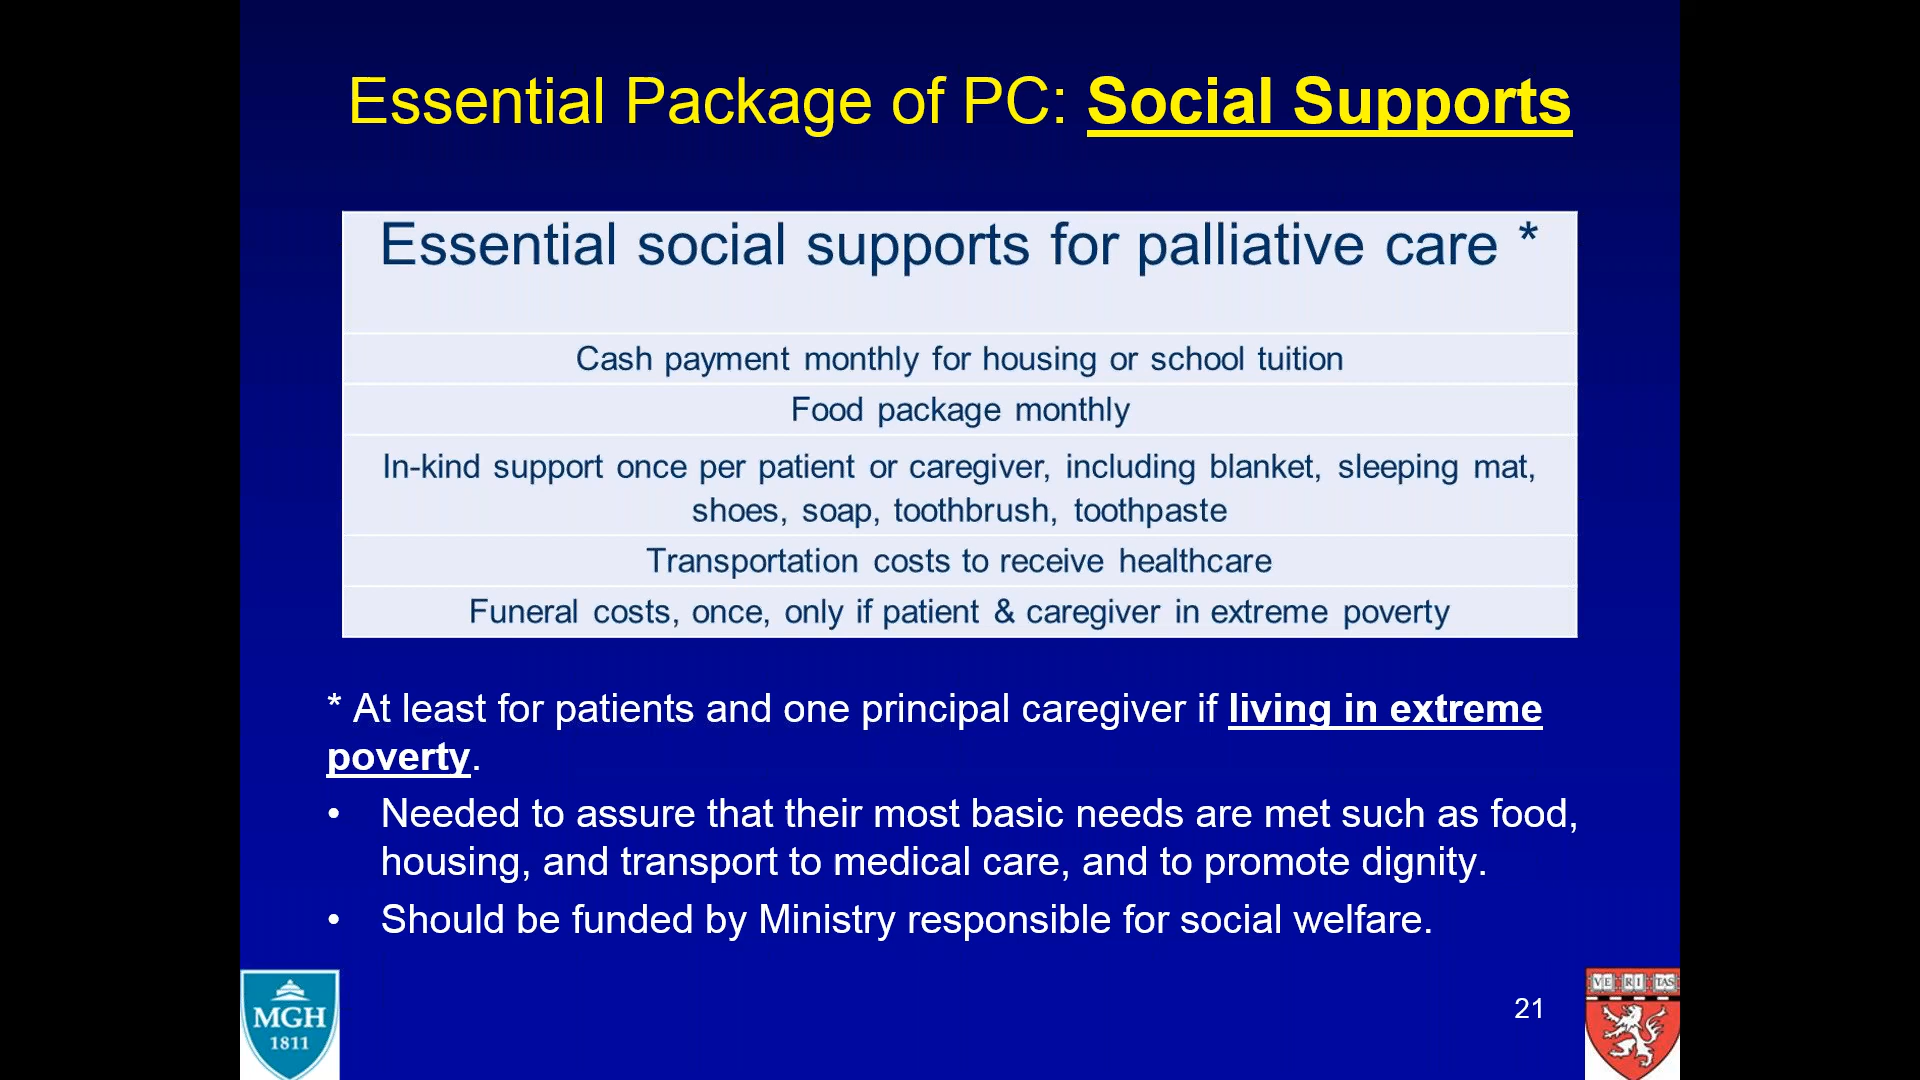 Essential Package of PC: Social Supports
Essential social supports for palliative care *
Cash payment monthly for housing or school tuition
Food package monthly
In-kind support once per patient or caregiver, including blanket, sleeping mat,
shoes, soap, toothbrush, toothpaste
Transportation costs to receive healthcare
Funeral costs, once, only if patient & caregiver in extreme poverty
* At least for patients and one principal caregiver if living in extreme
poverty.
• Needed to assure that their most basic needs are met such as food,
housing, and transport to medical care, and to promote dignity.
• Should be funded by Ministry responsible for social welfare.
MGH
1811
21
VE RI TAS